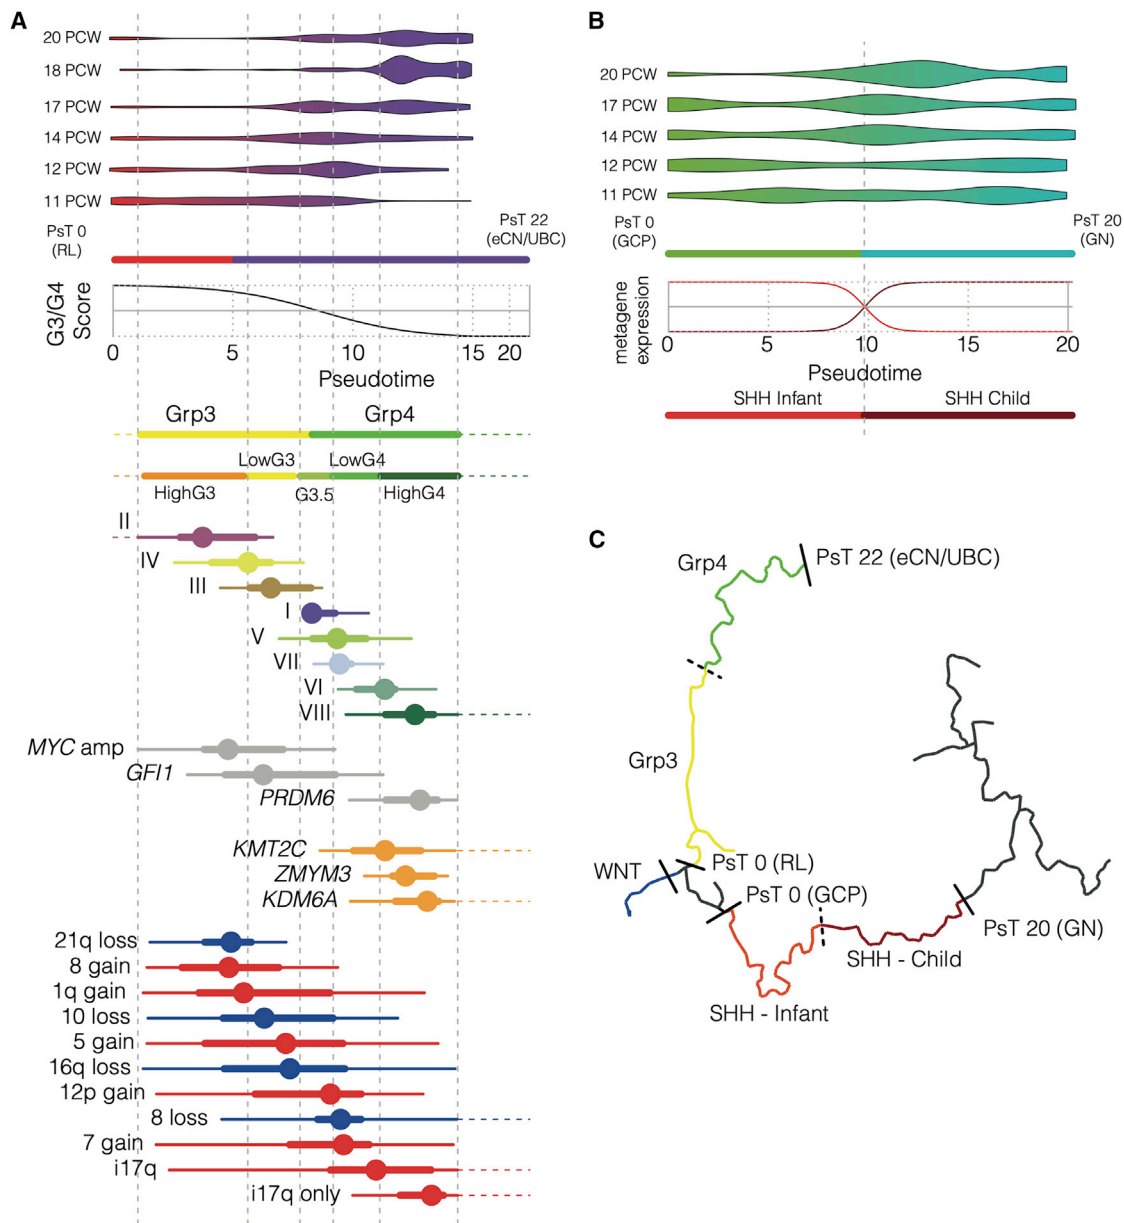 A
20 PCW
18 PCW
17 PCW
14 PCW
12 PCW
11 PCW
PsT 0
(RL)
PsT 22
(eCN/UBC)
G3/G4
Score
0 5 10 15 20
Pseudotime
Grp3 Grp4
LowG3 LowG4
HighG3 G3.5 HighG4
II
IV
III
I
V
VII
VI
VIII
MYC amp
GFI1
PRDM6
KMT2C
ZMYM3
KDM6A
21q loss
8 gain
1q gain
10 loss
5 gain
16q loss
12p gain
8 loss
7 gain
i17q
i17q only
B
20 PCW
17 PCW
14 PCW
12 PCW
11 PCW
PsT 0
(GCP)
PsT 20
(GN)
metagene
expression
0 5 10 15 20
Pseudotime
SHH Infant SHH Child
C
Grp4
PsT 22 (eCN/UBC)
Grp3
WNT
PsT 0 (RL)
PsT 0 (GCP)
PsT 20 (GN)
SHH - Child
SHH - Infant